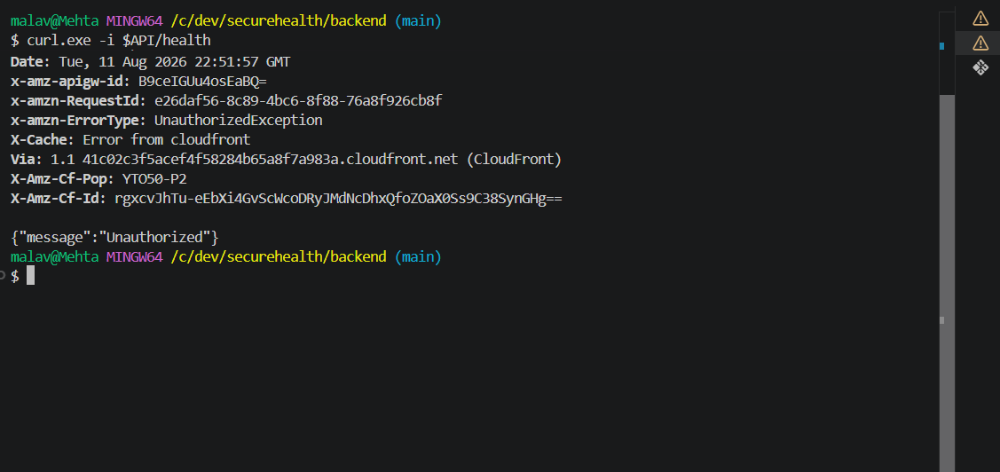 malav@Mehta MINGW64 /c/dev/securehealth/backend (main)
$ curl.exe -i $API/health
Date: Tue, 11 Aug 2026 22:51:57 GMT
x-amz-apigw-id: B9ceIGUu4osEaBQ=
x-amzn-RequestId: e26daf56-8c89-4bc6-8f88-76a8f926cb8f
x-amzn-ErrorType: UnauthorizedException
X-Cache: Error from cloudfront
Via: 1.1 41c02c3f5acef4f58284b65a8f7a983a.cloudfront.net (CloudFront)
X-Amz-Cf-Pop: YTO50-P2
X-Amz-Cf-Id: rgxcvJhTu-eEbXi4GvScWcoDRyJMdNcDhxQfoZOaX0Ss9C38SynGHg==
{"message":"Unauthorized"}
malav@Mehta MINGW64 /c/dev/securehealth/backend (main)
$